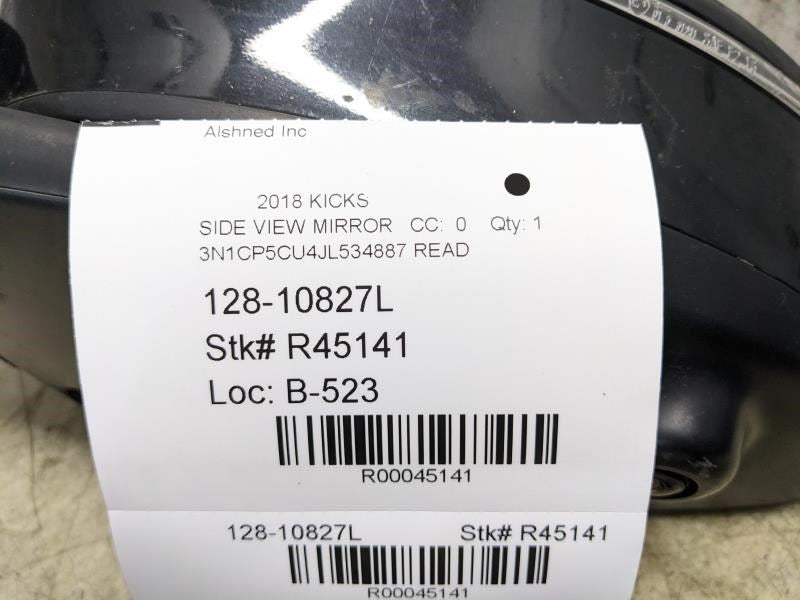 Alshned Inc
2018 KICKS
SIDE VIEW MIRROR CC: 0 Qty: 1
3N1CP5CU4JL534887 READ
128-10827L
Stk# R45141
Loc: B-523
R00045141
128-10827L Stk# R45141
R00045141